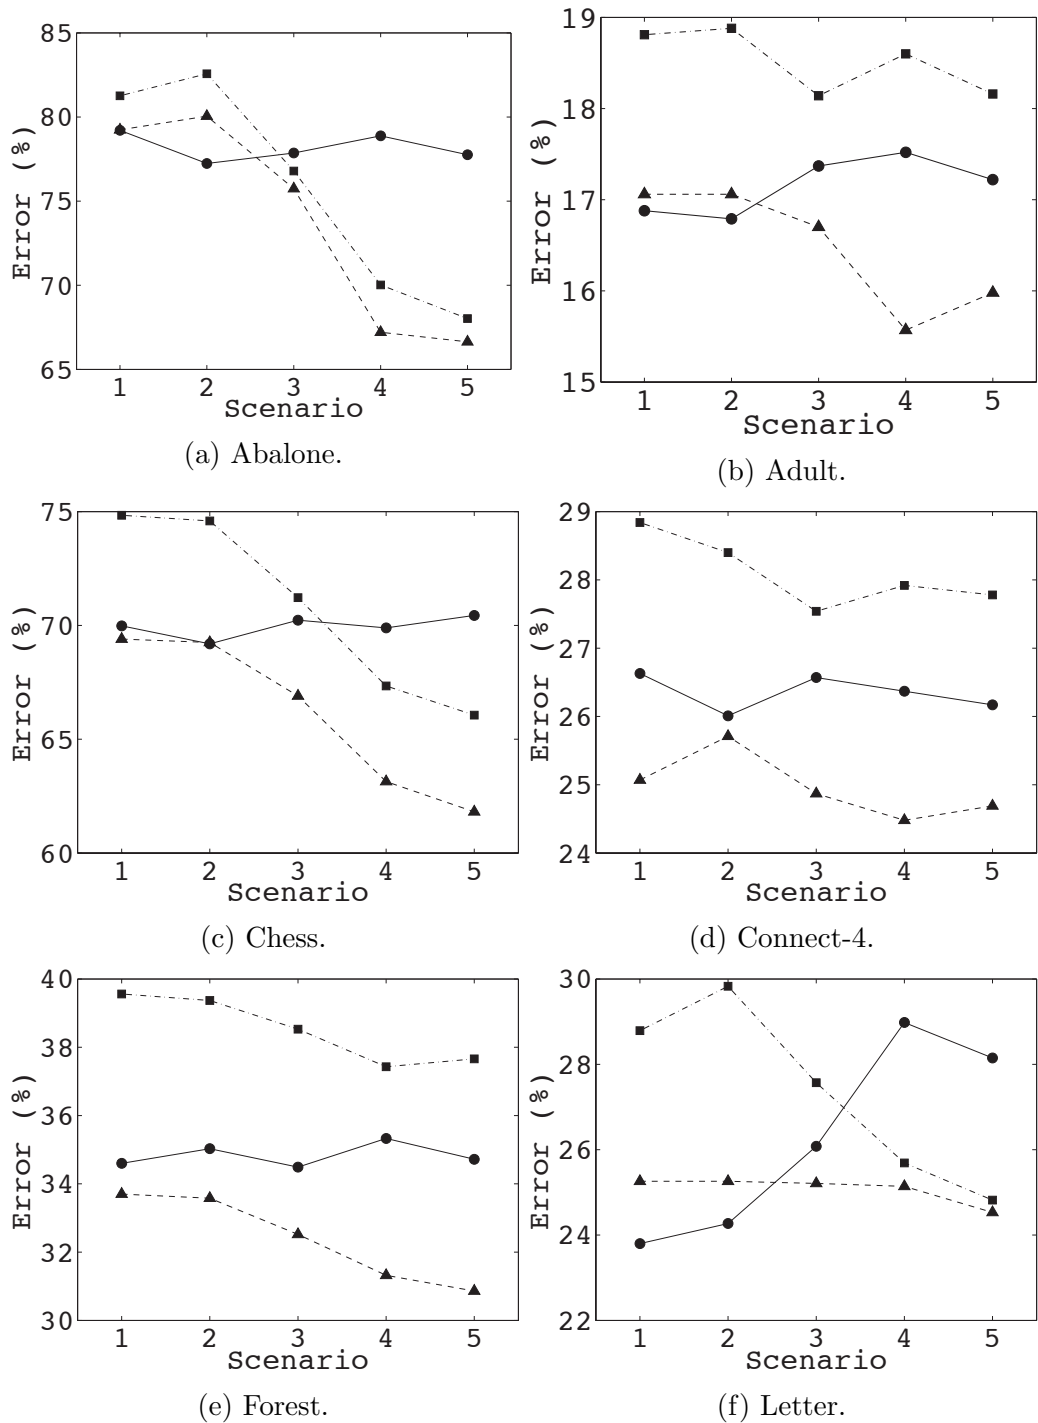 85
80
75
70
65
Error (%)
1 2 3 4 5
Scenario
(a) Abalone.
19
18
17
16
15
Error (%)
1 2 3 4 5
Scenario
(b) Adult.
75
70
65
60
Error (%)
1 2 3 4 5
Scenario
(c) Chess.
29
28
27
26
25
24
Error (%)
1 2 3 4 5
Scenario
(d) Connect-4.
40
38
36
34
32
30
Error (%)
1 2 3 4 5
Scenario
(e) Forest.
30
28
26
24
22
Error (%)
1 2 3 4 5
Scenario
(f) Letter.